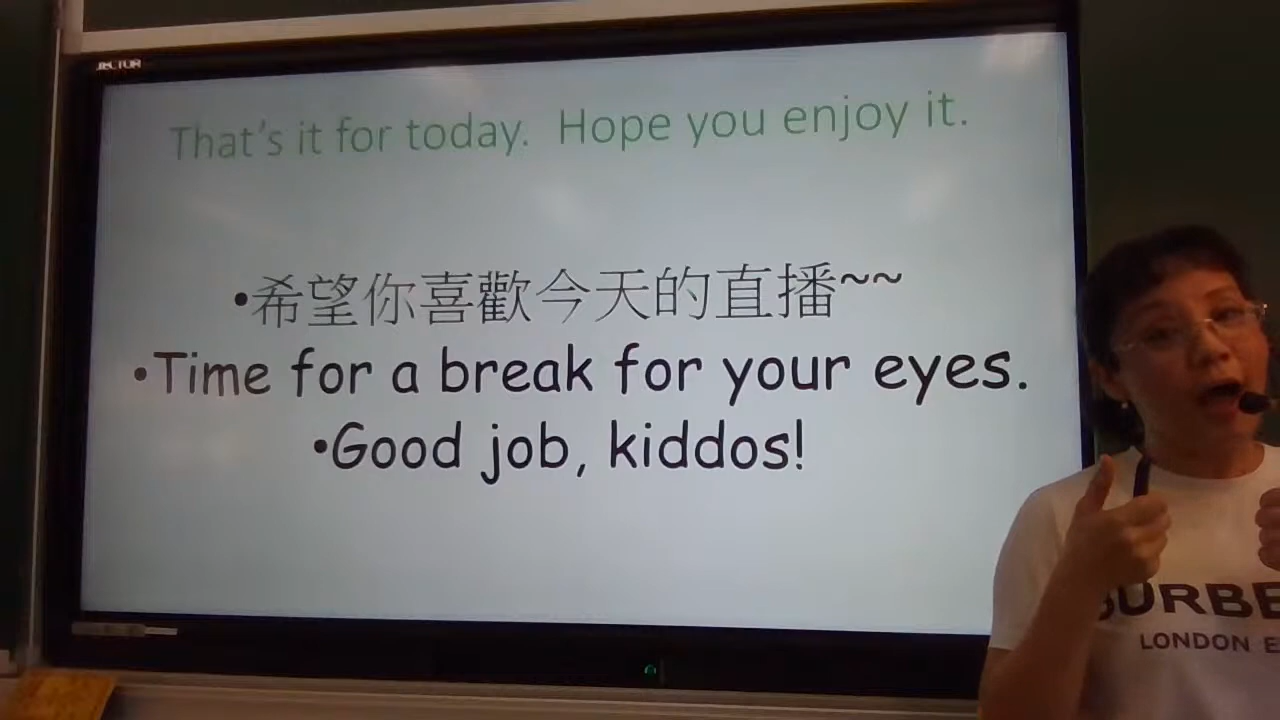 JECTOR
That's it for today. Hope you enjoy it.
•希望你喜歡今天的直播~~
•Time for a break for your eyes.
•Good job, kiddos!
LONDON